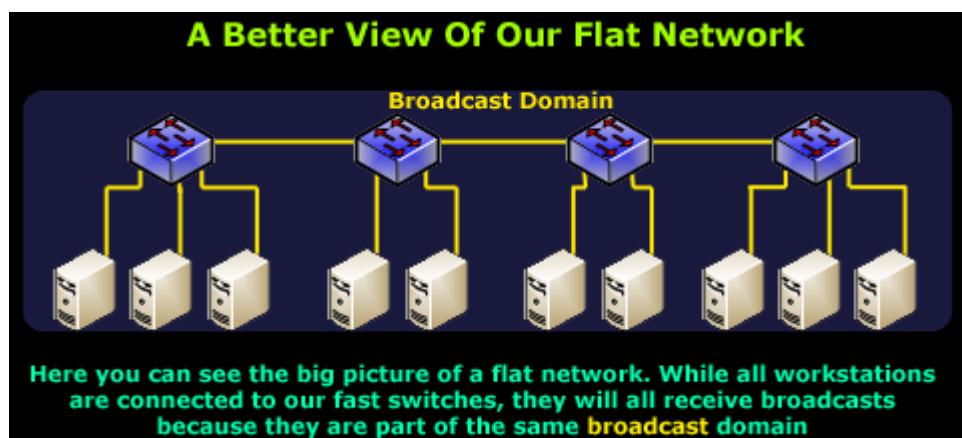 A Better View Of Our Flat Network
Broadcast Domain
Here you can see the big picture of a flat network. While all workstations
are connected to our fast switches, they will all receive broadcasts
because they are part of the same broadcast domain